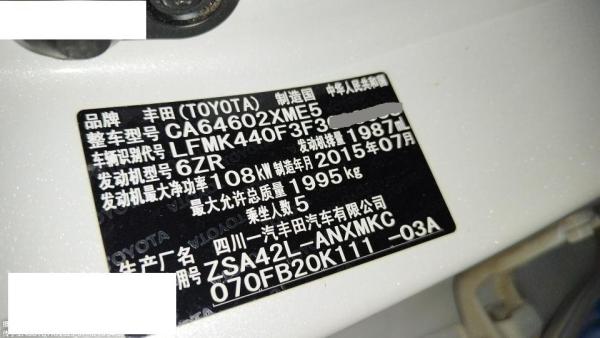 品牌 丰田(TOYOTA) 制造国 中华人民共和国
整车型号 CA64602XME5
车辆识别代号 LFMK440F3F3
发动机型号 6ZR 发动机排量 1987mL
发动机最大净功率 108kW 制造年月 2015年07月
最大允许总质量 1995kg
乘坐人数 5
生产厂名 四川一汽丰田汽车有限公司
用号 ZSA42L-ANXMKC
070FB20K111 -03A